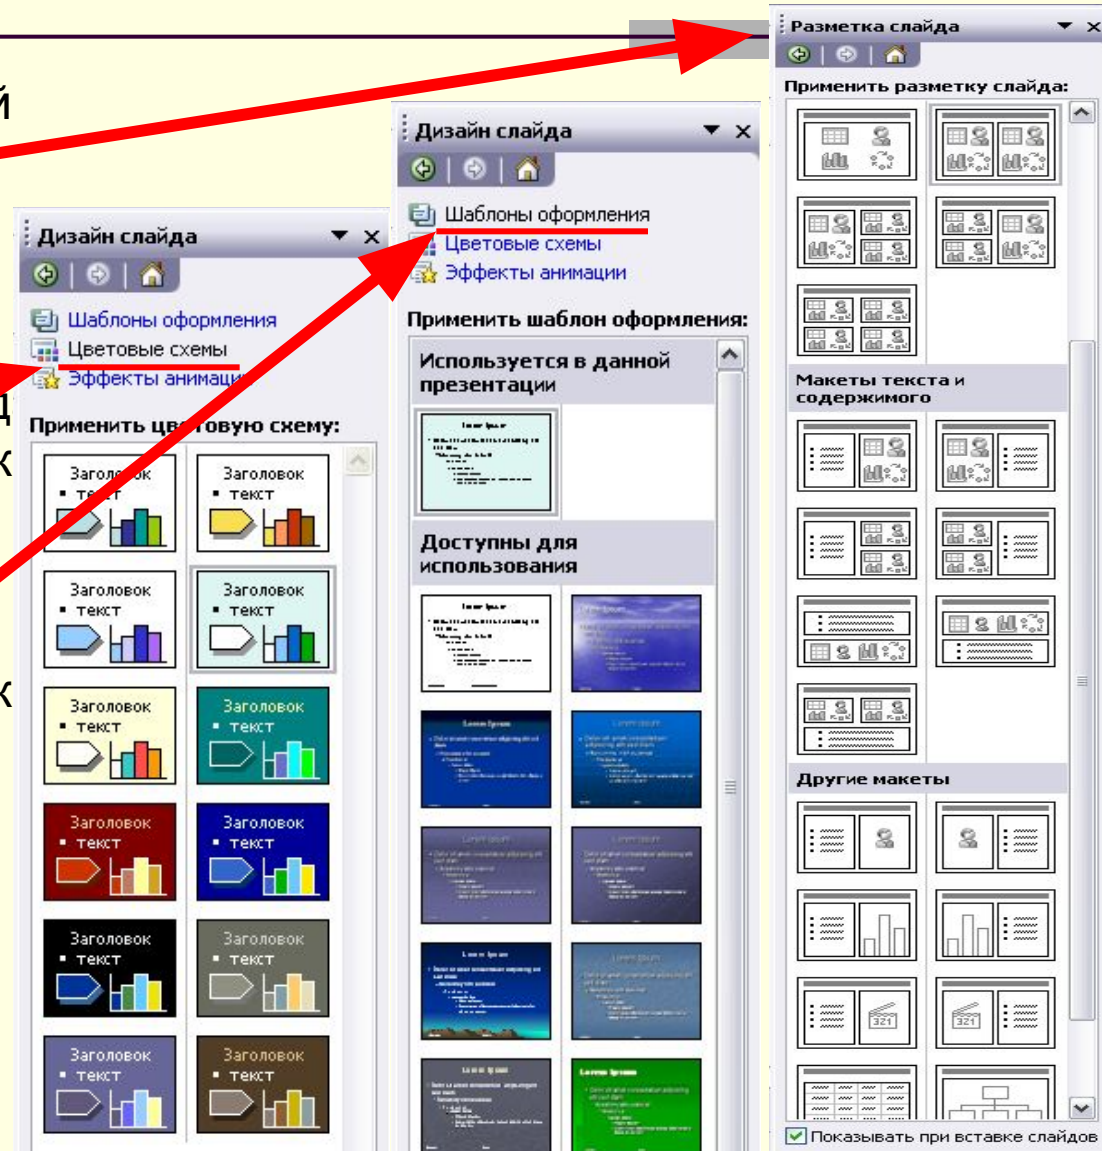 й
д
к
к
Дизайн слайда
Шаблоны оформления
Цветовые схемы
Эффекты анимации
Применить цветовую схему:
Заголовок
текст
Заголовок
текст
Заголовок
текст
Заголовок
текст
Заголовок
текст
Заголовок
текст
Заголовок
текст
Заголовок
текст
Заголовок
текст
Заголовок
текст
Заголовок
текст
Заголовок
текст
Дизайн слайда
Шаблоны оформления
Цветовые схемы
Эффекты анимации
Применить шаблон оформления:
Используется в данной
презентации
Доступны для
использования
Разметка слайда
Применить разметку слайда:
Макеты текста и
содержимого
Другие макеты
321
321
Показывать при вставке слайдов